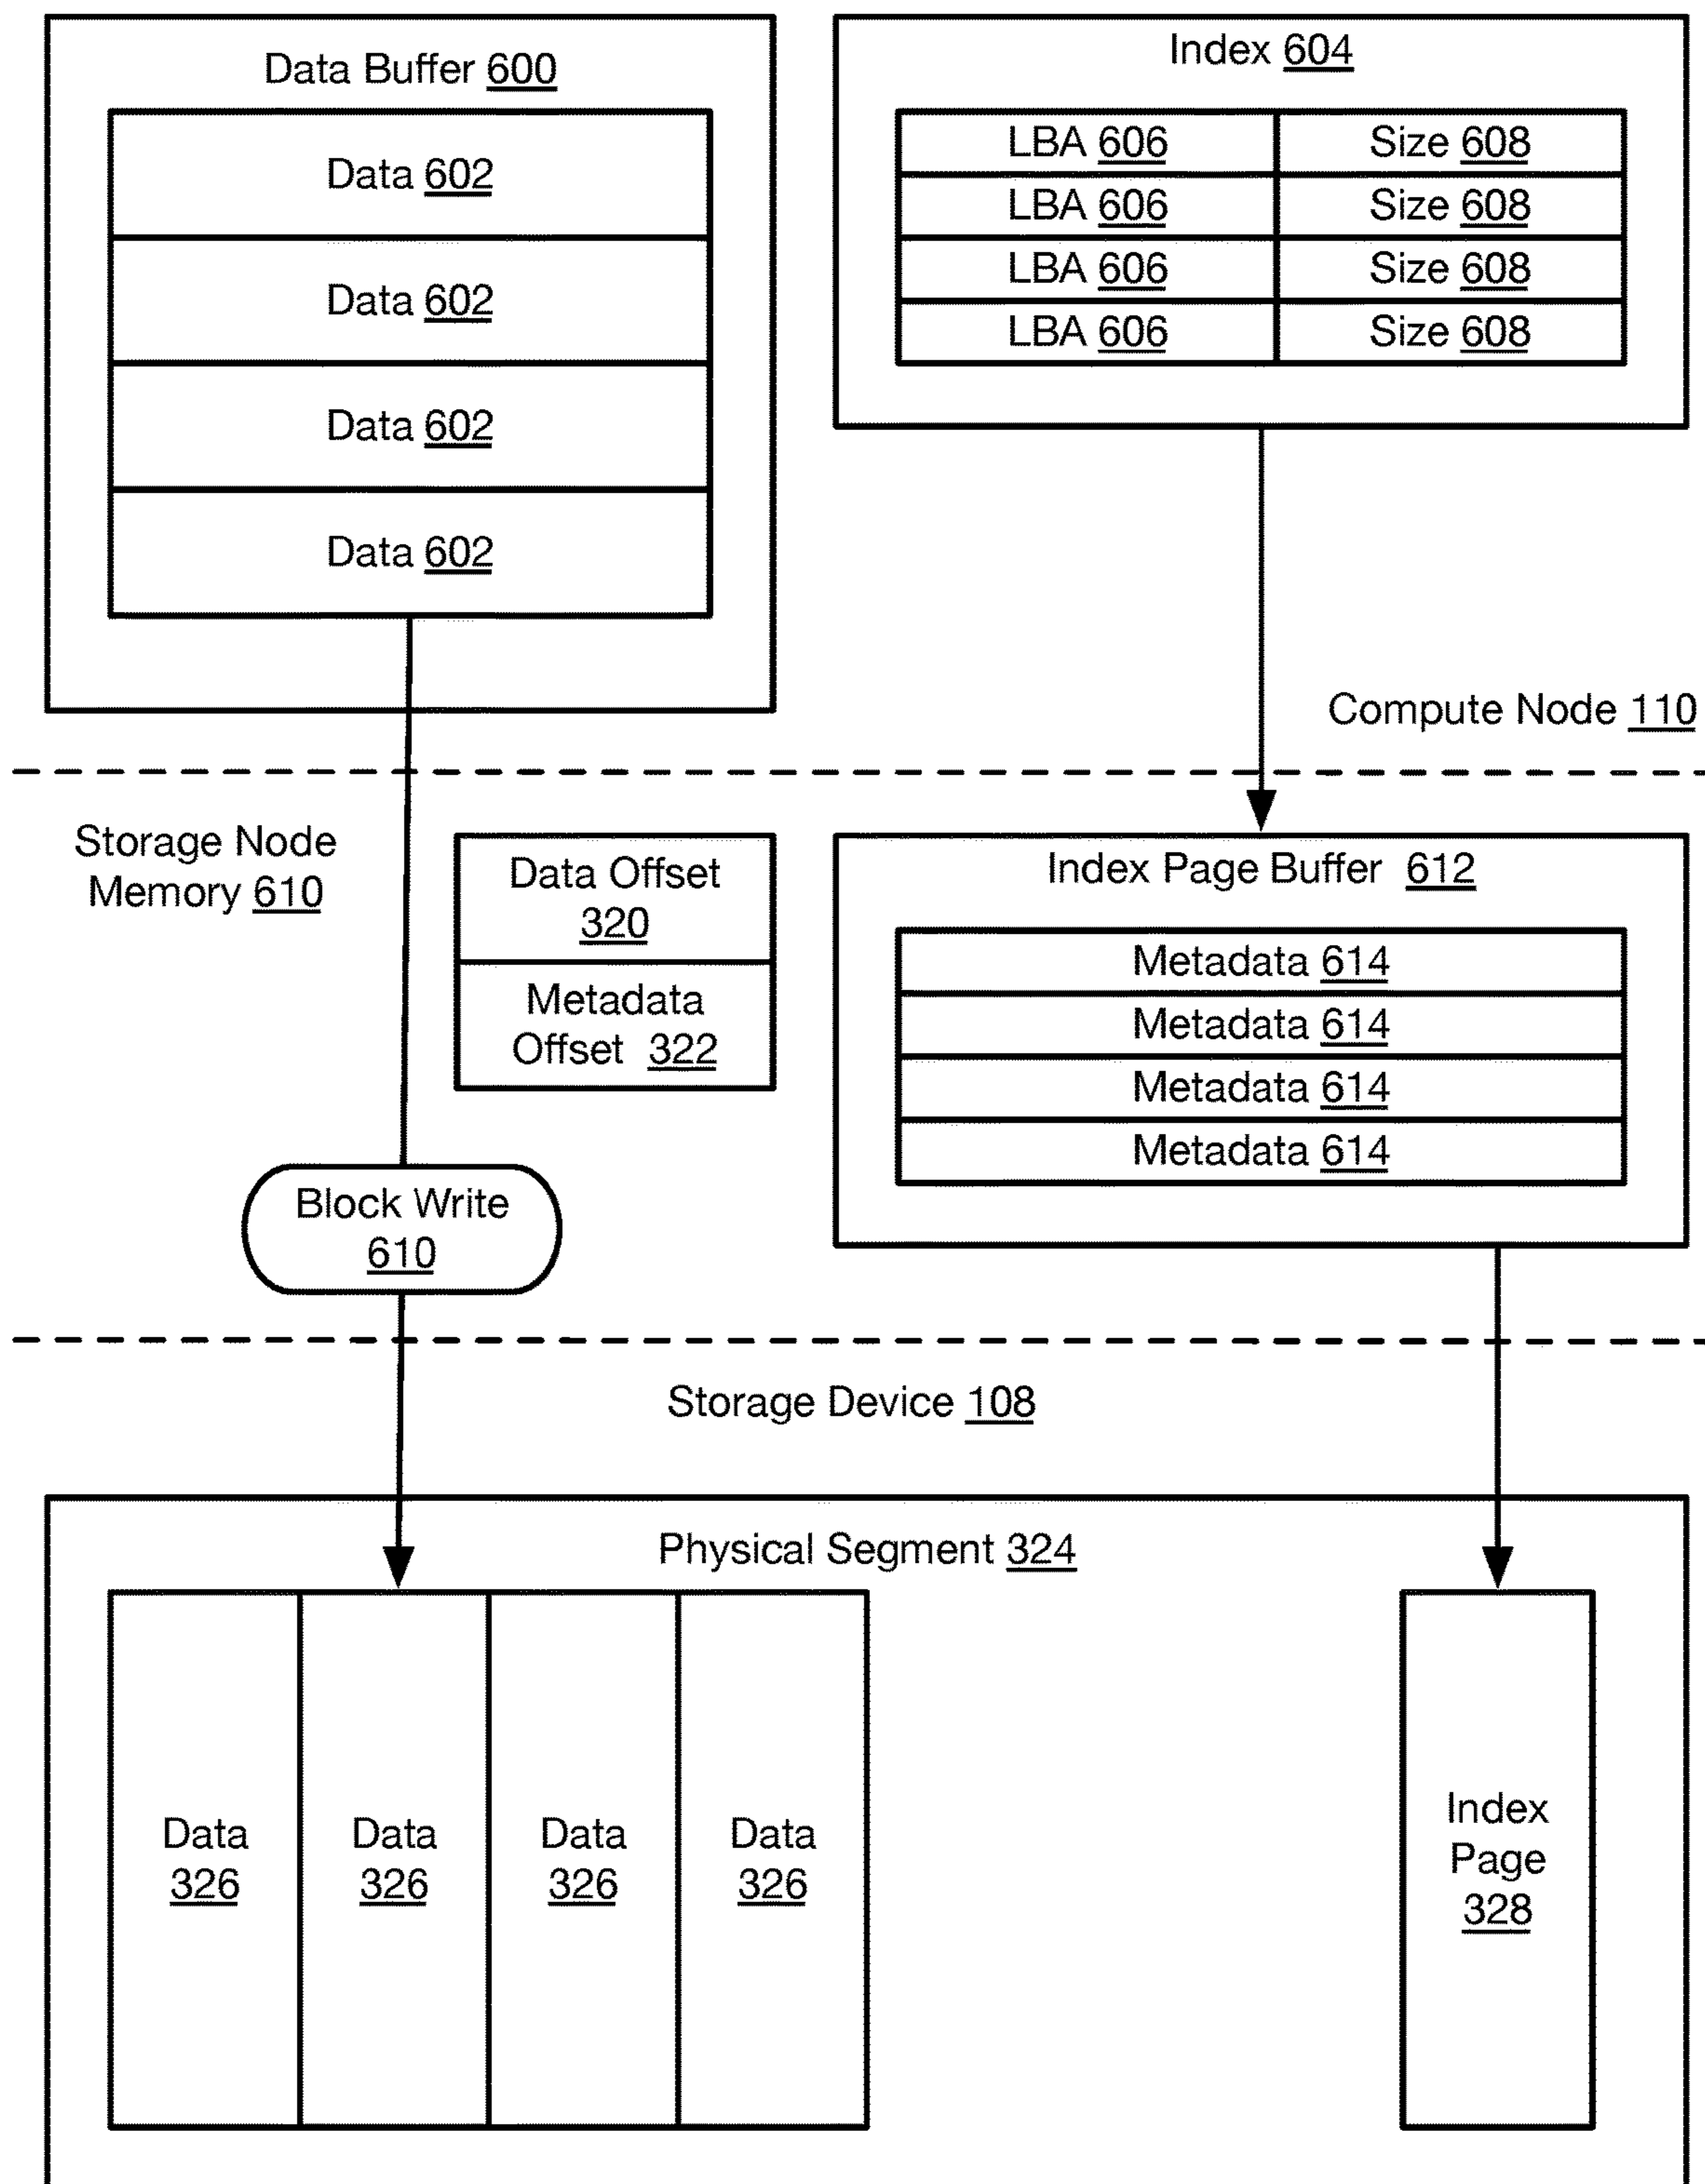 Data Buffer 600
Data 602
Data 602
Data 602
Data 602
Index 604
LBA 606 Size 608
LBA 606 Size 608
LBA 606 Size 608
LBA 606 Size 608
Compute Node 110
Storage Node
Memory 610
Data Offset
320
Metadata
Offset 322
Index Page Buffer 612
Metadata 614
Metadata 614
Metadata 614
Metadata 614
Block Write
610
Storage Device 108
Physical Segment 324
Data
326
Data
326
Data
326
Data
326
Index
Page
328